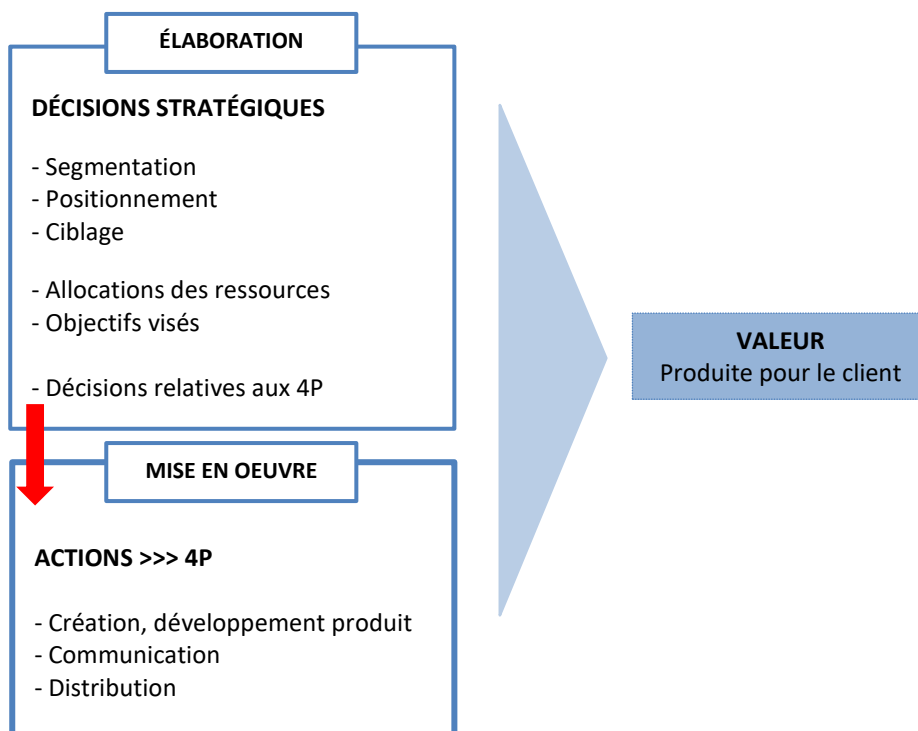 ÉLABORATION
DÉCISIONS STRATÉGIQUES
- Segmentation
- Positionnement
- Ciblage
- Allocations des ressources
- Objectifs visés
- Décisions relatives aux 4P
MISE EN OEUVRE
ACTIONS >>> 4P
- Création, développement produit
- Communication
- Distribution
VALEUR
Produite pour le client